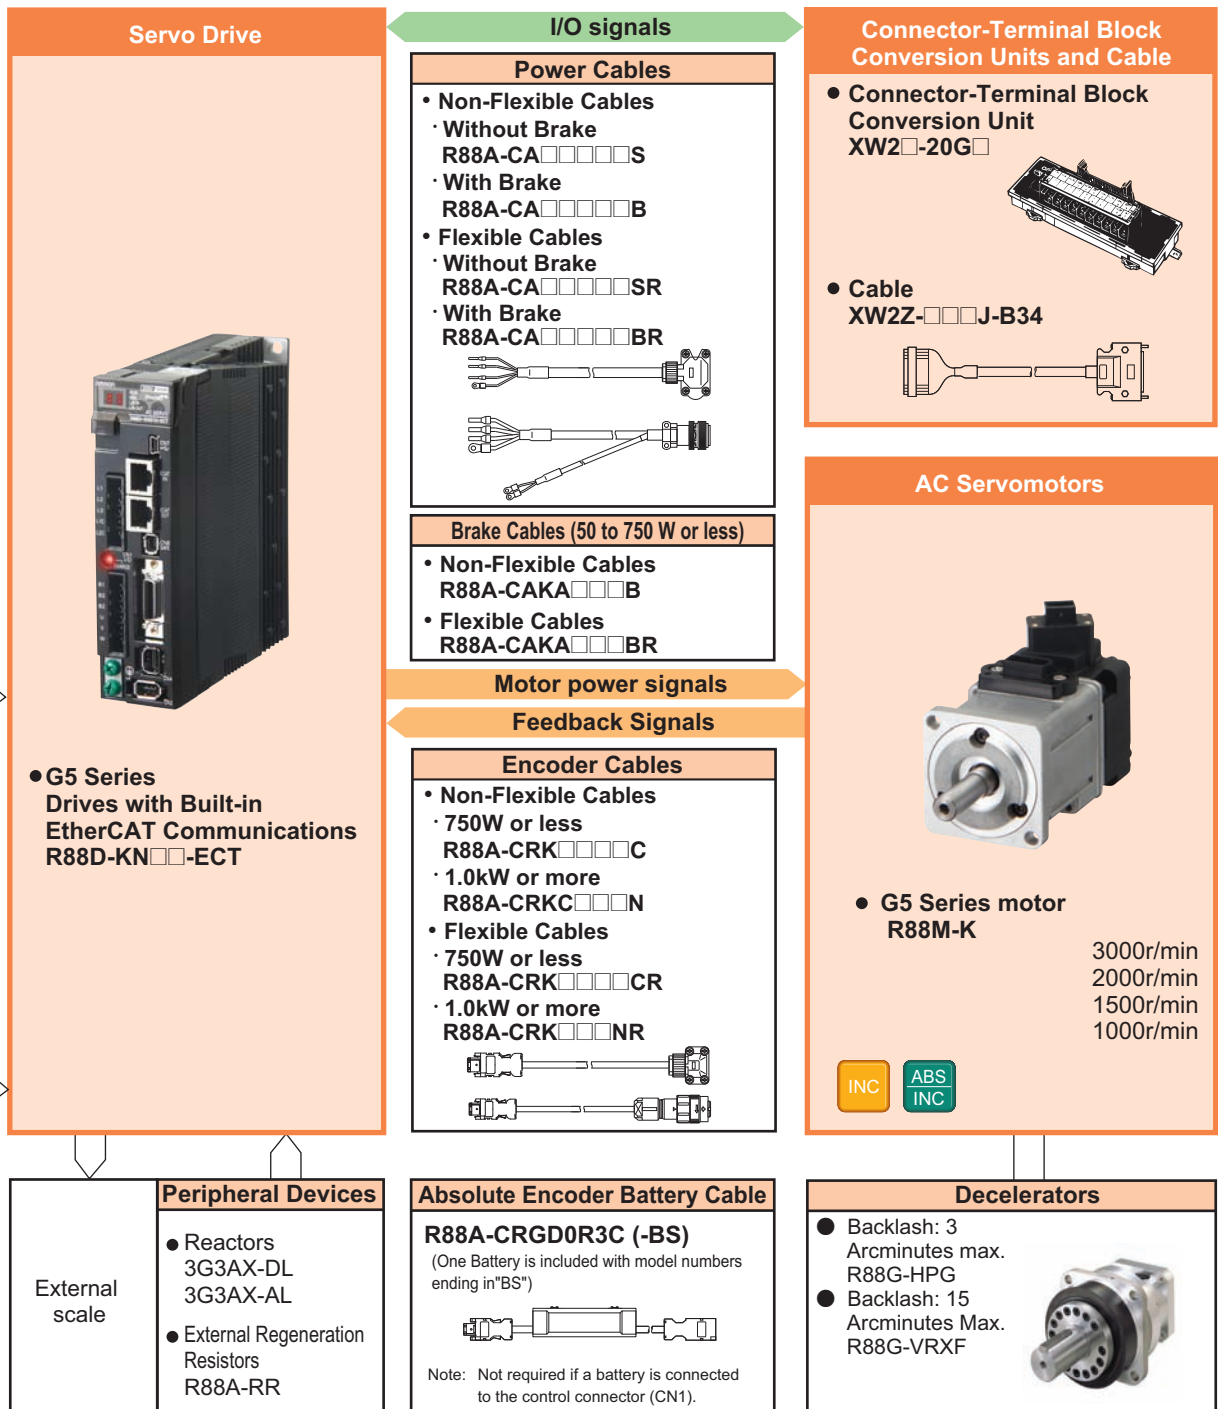 Servo Drive
● G5 Series
Drives with Built-in
EtherCAT Communications
R88D-KN□□-ECT
I/O signals
Power Cables
• Non-Flexible Cables
· Without Brake
R88A-CA□□□□□S
· With Brake
R88A-CA□□□□□B
• Flexible Cables
· Without Brake
R88A-CA□□□□□SR
· With Brake
R88A-CA□□□□□BR
Brake Cables (50 to 750 W or less)
• Non-Flexible Cables
R88A-CAKA□□□B
• Flexible Cables
R88A-CAKA□□□BR
Motor power signals
Feedback Signals
Encoder Cables
• Non-Flexible Cables
· 750W or less
R88A-CRK□□□□C
· 1.0kW or more
R88A-CRKC□□□N
• Flexible Cables
· 750W or less
R88A-CRK□□□□CR
· 1.0kW or more
R88A-CRK□□□NR
Connector-Terminal Block
Conversion Units and Cable
● Connector-Terminal Block
Conversion Unit
XW2□-20G□
● Cable
XW2Z-□□□J-B34
AC Servomotors
● G5 Series motor
R88M-K
3000r/min
2000r/min
1500r/min
1000r/min
INC
ABS
INC
External
scale
Peripheral Devices
● Reactors
3G3AX-DL
3G3AX-AL
● External Regeneration
Resistors
R88A-RR
Absolute Encoder Battery Cable
R88A-CRGD0R3C (-BS)
(One Battery is included with model numbers
ending in"BS")
Note: Not required if a battery is connected
to the control connector (CN1).
Decelerators
● Backlash: 3
Arcminutes max.
R88G-HPG
● Backlash: 15
Arcminutes Max.
R88G-VRXF